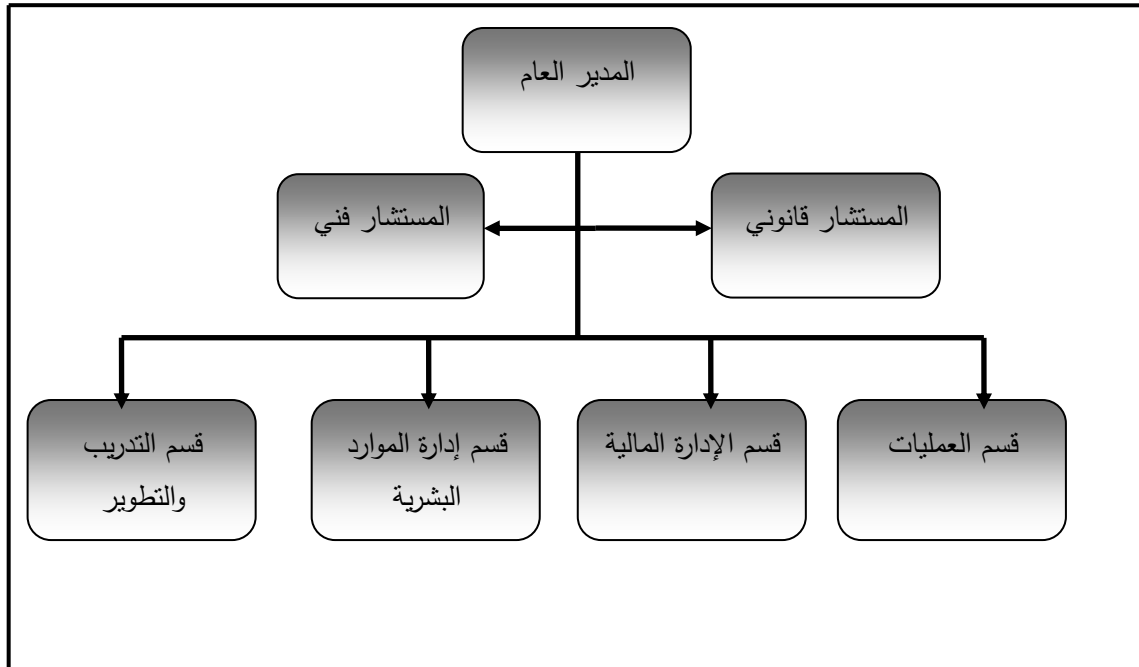 المدير العام
المستشار قانوني
المستشار فني
قسم العمليات
قسم الإدارة المالية
قسم إدارة الموارد
البشرية
قسم التدريب
والتطوير